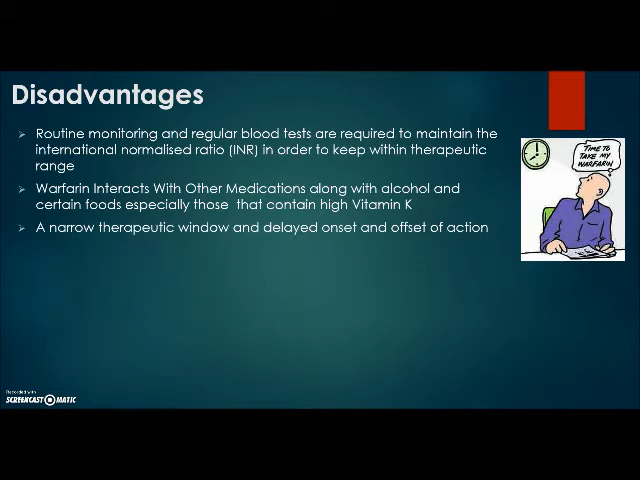 Disadvantages
Routine monitoring and regular blood tests are required to maintain the
international normalised ratio (INR) in order to keep within therapeutic
range
Warfarin Interacts With Other Medications along with alcohol and
certain foods especially those  that contain high Vitamin K
A narrow therapeutic window and delayed onset and offset of action
TIME TO
TAKE MY
WARFARIN
Recorded with
SCREENCAST-O-MATIC